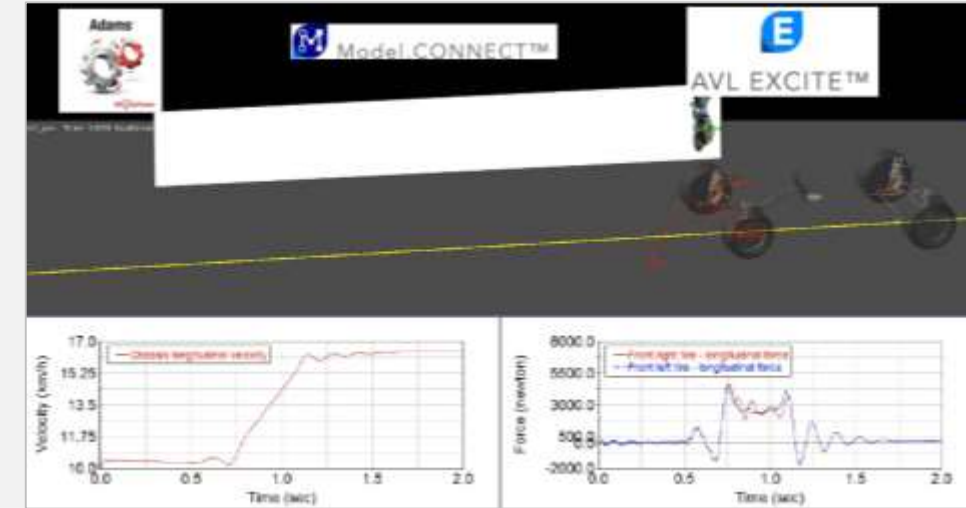 Adams
Model.CONNECT™
E
AVL EXCITE™
17.0
15.25
13.5
11.75
10.0
Velocity (km/h)
Chassis longitudinal velocity
0.0 0.5 1.0 1.5 2.0
Time (sec)
8000.0
5500.0
3000.0
500.0
-2000.0
Force (newton)
Front right tire - longitudinal force
Front left tire - longitudinal force
0.0 0.5 1.0 1.5 2.0
Time (sec)